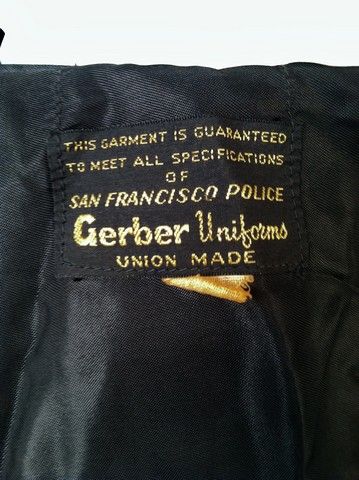 THIS GARMENT IS GUARANTEED
TO MEET ALL SPECIFICATIONS
OF
SAN FRANCISCO POLICE
Gerber Uniforms
UNION MADE